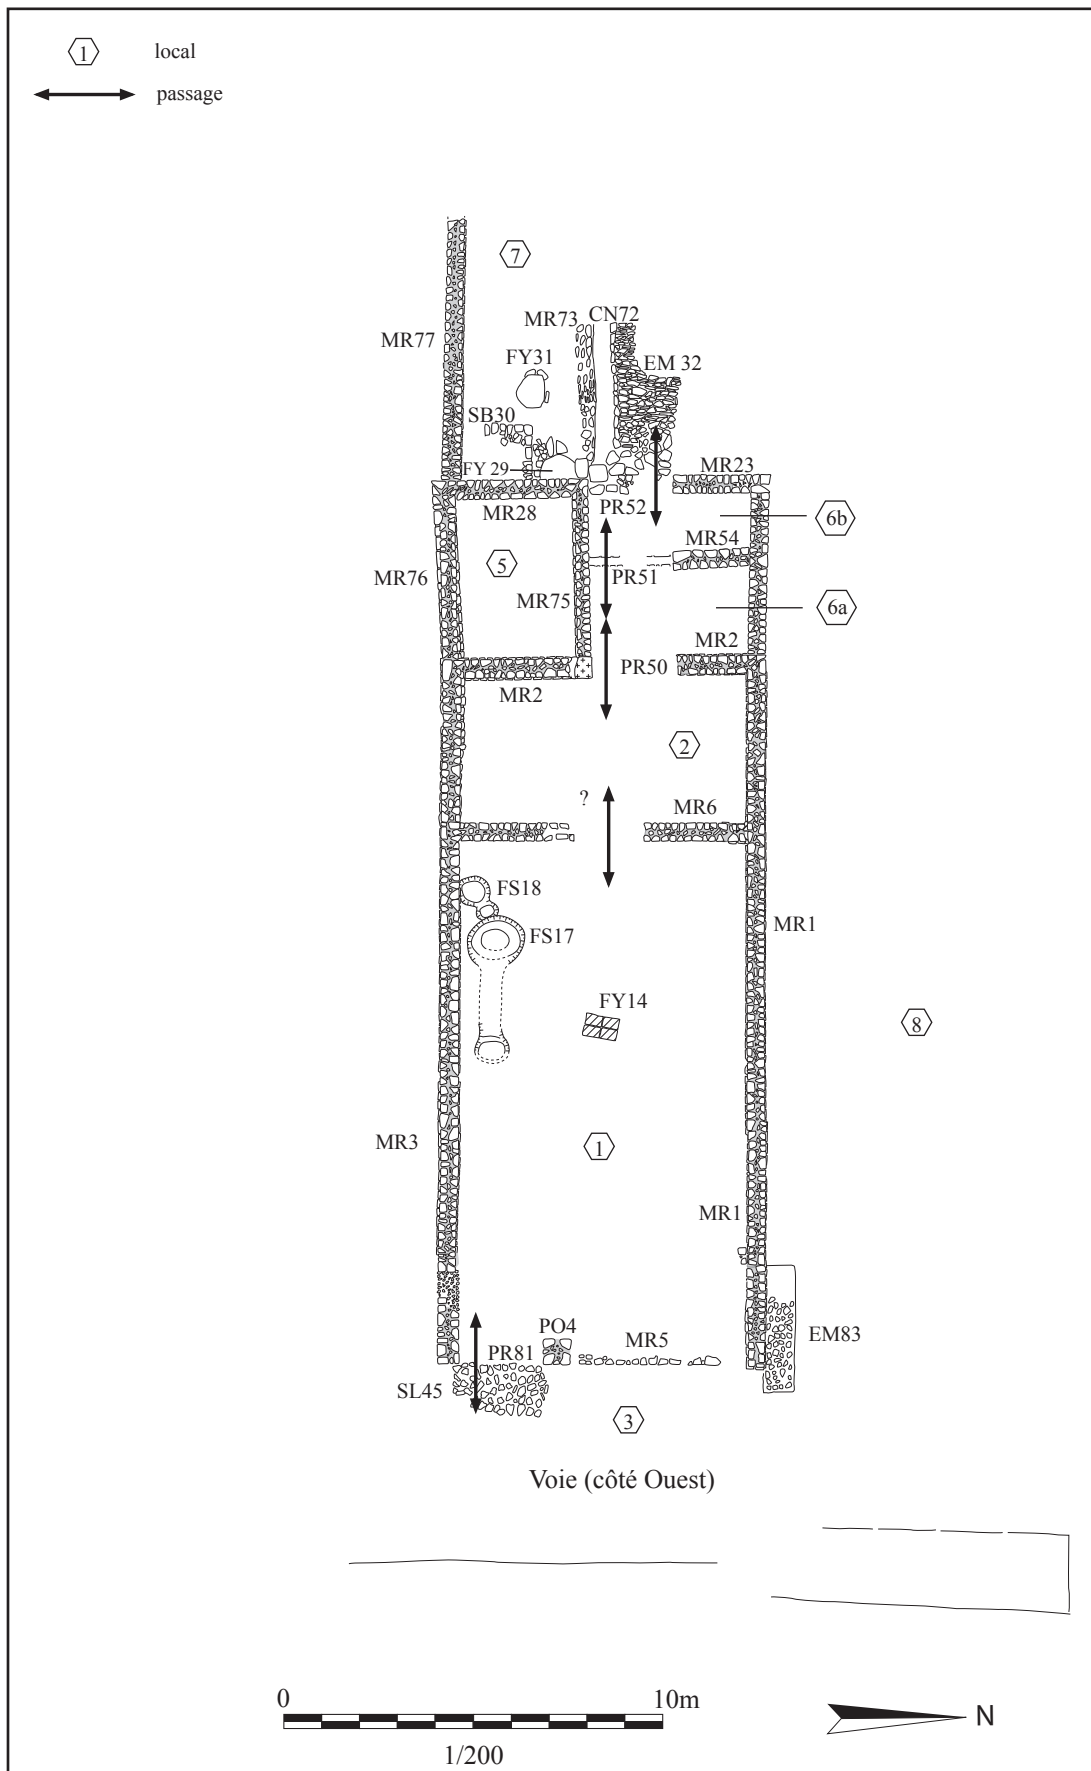 1 local
passage
7
MR73 CN72
MR77
FY31
EM 32
SB30
FY 29
MR23
MR28
PR52
6b
MR54
5
PR51
MR76
MR75
6a
MR2
PR50
MR2
2
?
MR6
FS18
MR1
FS17
FY14
8
MR3
1
MR1
PO4
MR5
EM83
PR81
SL45
3
Voie (côté Ouest)
0 10m
N
1/200